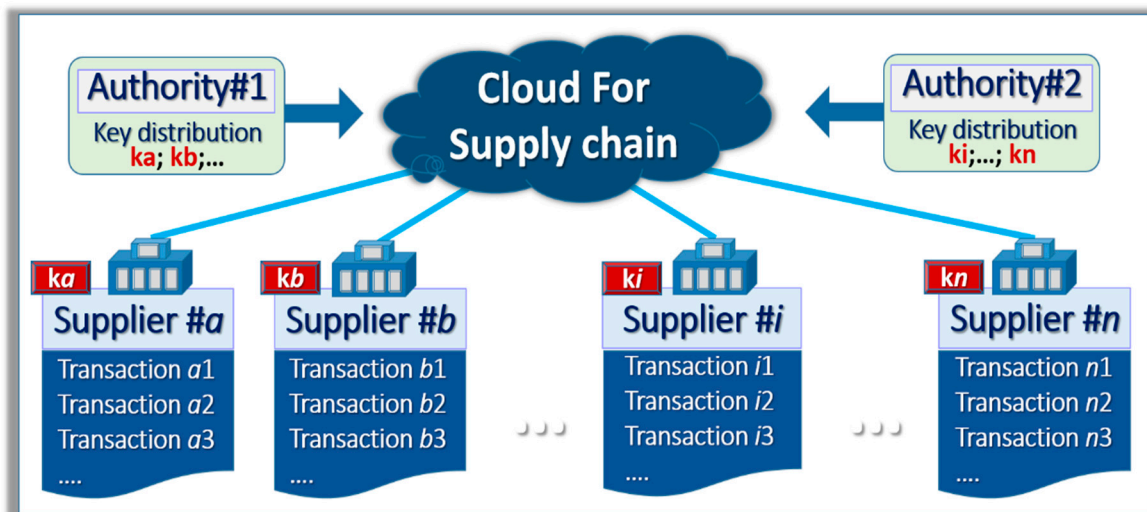 Authority#1
Key distribution
ka; kb;...
Cloud For
Supply chain
Authority#2
Key distribution
ki;...; kn
ka
Supplier #a
Transaction a1
Transaction a2
Transaction a3
....
kb
Supplier #b
Transaction b1
Transaction b2
Transaction b3
....
...
ki
Supplier #i
Transaction i1
Transaction i2
Transaction i3
....
...
kn
Supplier #n
Transaction n1
Transaction n2
Transaction n3
....